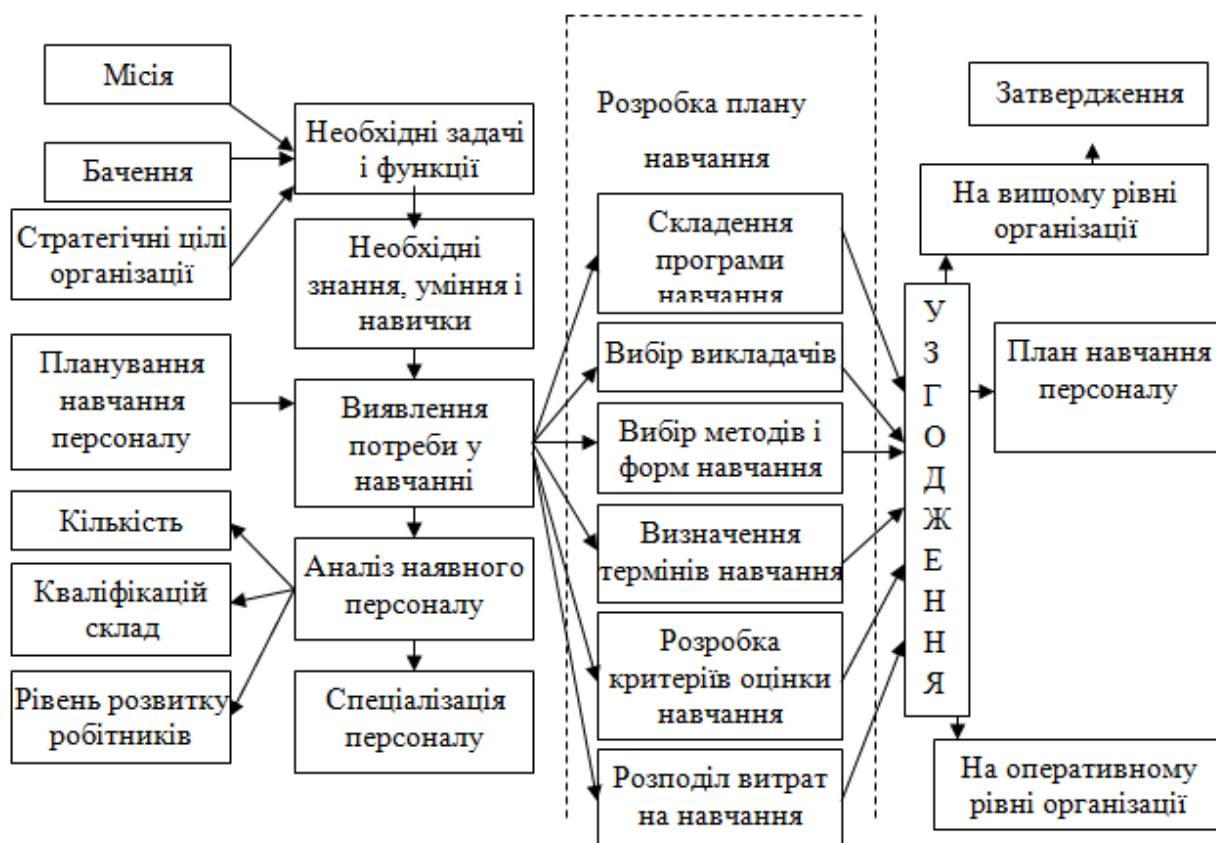 Місія
Бачення
Стратегічні цілі
організації
Планування
навчання
персоналу
Кількість
Кваліфікацій
склад
Рівень розвитку
робітників
Необхідні задачі
і функції
Необхідні
знання, уміння і
навички
Виявлення
потреби у
навчанні
Аналіз наявного
персоналу
Спеціалізація
персоналу
Розробка плану
навчання
Складення
програми
навчання
Вибір викладачів
Вибір методів і
форм навчання
Визначення
термінів навчання
Розробка
критеріїв оцінки
навчання
Розподіл витрат
на навчання
У
З
Г
О
Д
Ж
Е
Н
Н
Я
Затвердження
На вищому рівні
організації
План навчання
персоналу
На оперативному
рівні організації